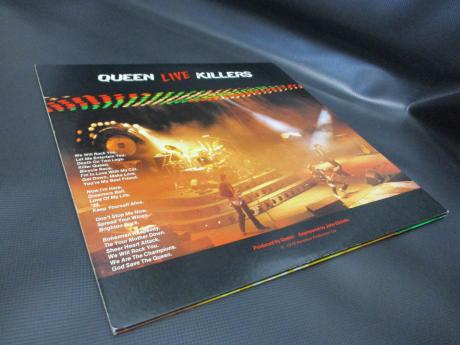 QUEEN LIVE KILLERS
We Will Rock You.
Let Me Entertain You.
Death On Two Legs.
Killer Queen.
Bicycle Race.
I'm In Love With My Car.
Get Down, Make Love.
You're My Best Friend.
Now I'm Here.
Dreamers Ball.
Love Of My Life.
'39.
Keep Yourself Alive.
Don't Stop Me Now.
Spread Your Wings.
Brighton Rock.
Bohemian Rhapsody.
Tie Your Mother Down.
Sheer Heart Attack.
We Will Rock You.
We Are The Champions.
God Save The Queen.
Produced by Queen